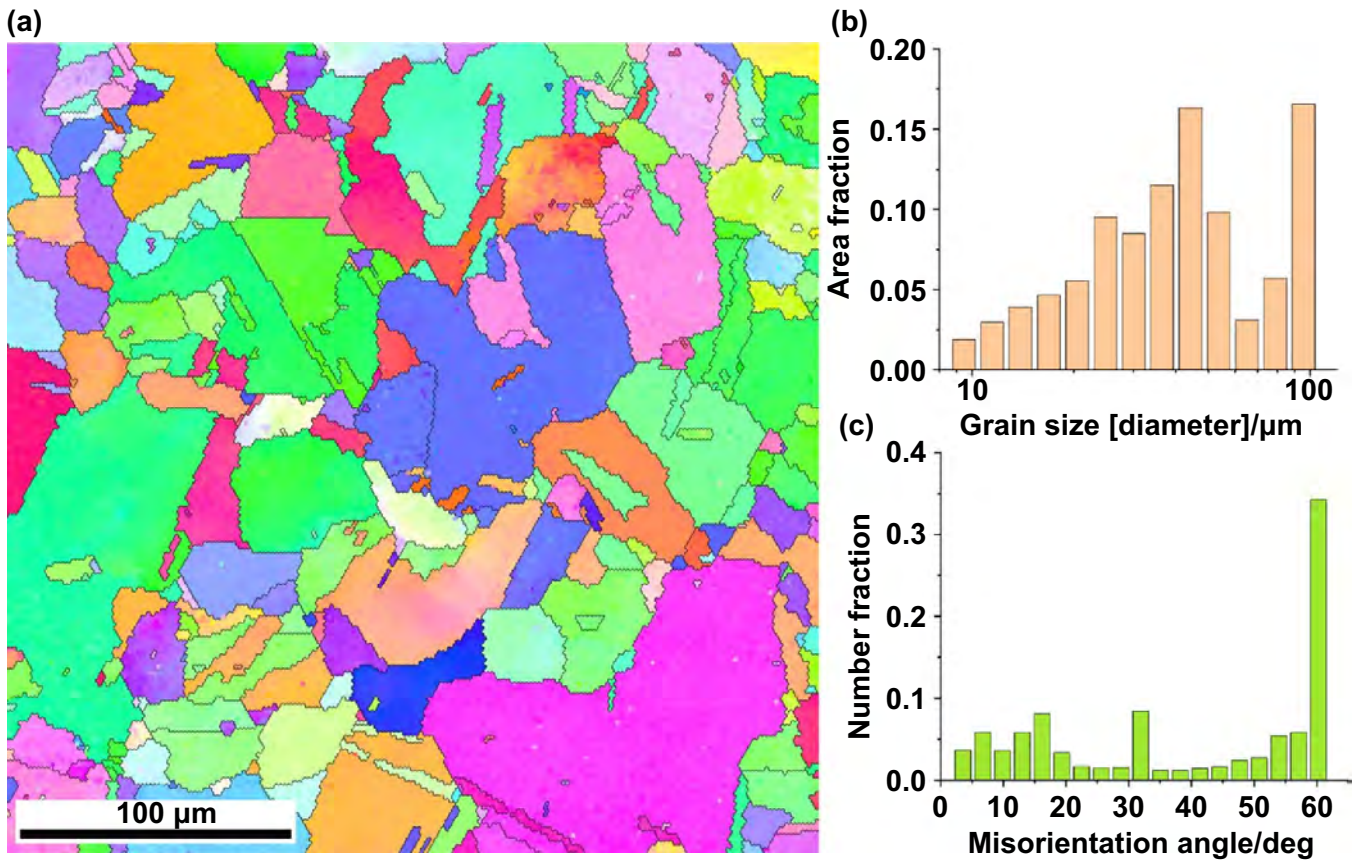 (a)
100 µm
(b)
0.20
0.15
0.10
0.05
0.00
Area fraction
10
100
Grain size [diameter]/µm
(c)
0.4
0.3
0.2
0.1
0.0
Number fraction
0
10
20
30
40
50
60
Misorientation angle/deg